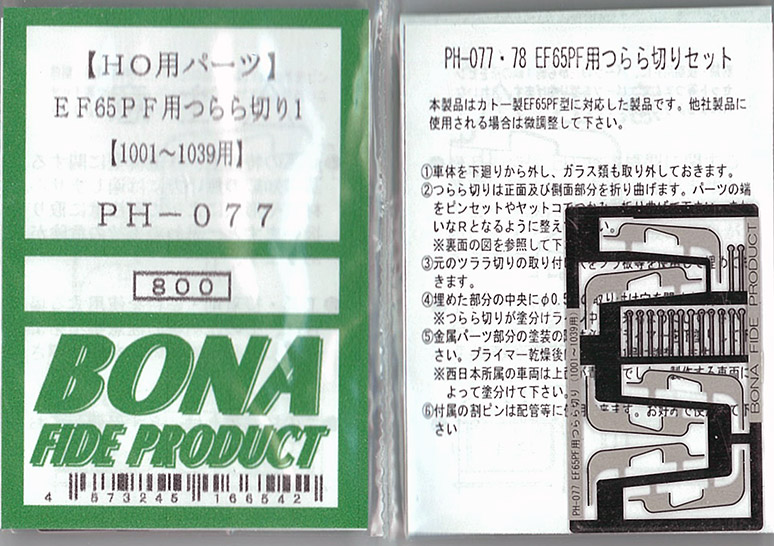 【HO用パーツ】
EF65PF用つらら切り1
【1001～1039用】
PH－077
800
BONA
FIDE PRODUCT
4 573245 166542
PH-077・78 EF65PF用つらら切りセット
本製品はカトー製EF65PF型に対応した製品です。他社製品に
使用される場合は微調整して下さい。
①車体を下廻りから外し、ガラス類も取り外しておきます。
②つらら切りは正面及び側面部分を折り曲げます。パーツの端
をピンセットやヤットコで
いなRとなるように整え
※裏面の図を参照して下
③元のツララ切りの取り付
きます。
④埋めた部分の中央にφ0.5
※つらら切りが塗分けラ
⑤金属パーツ部分の塗装の
さい。プライマー乾燥後
※西日本所属の車両は上面
よって塗分けて下さい。
⑥付属の割ピンは配管等に
さい
PH-077 EF65PF用つらら切り (1001～1039用)
BONA FIDE PRODUCT